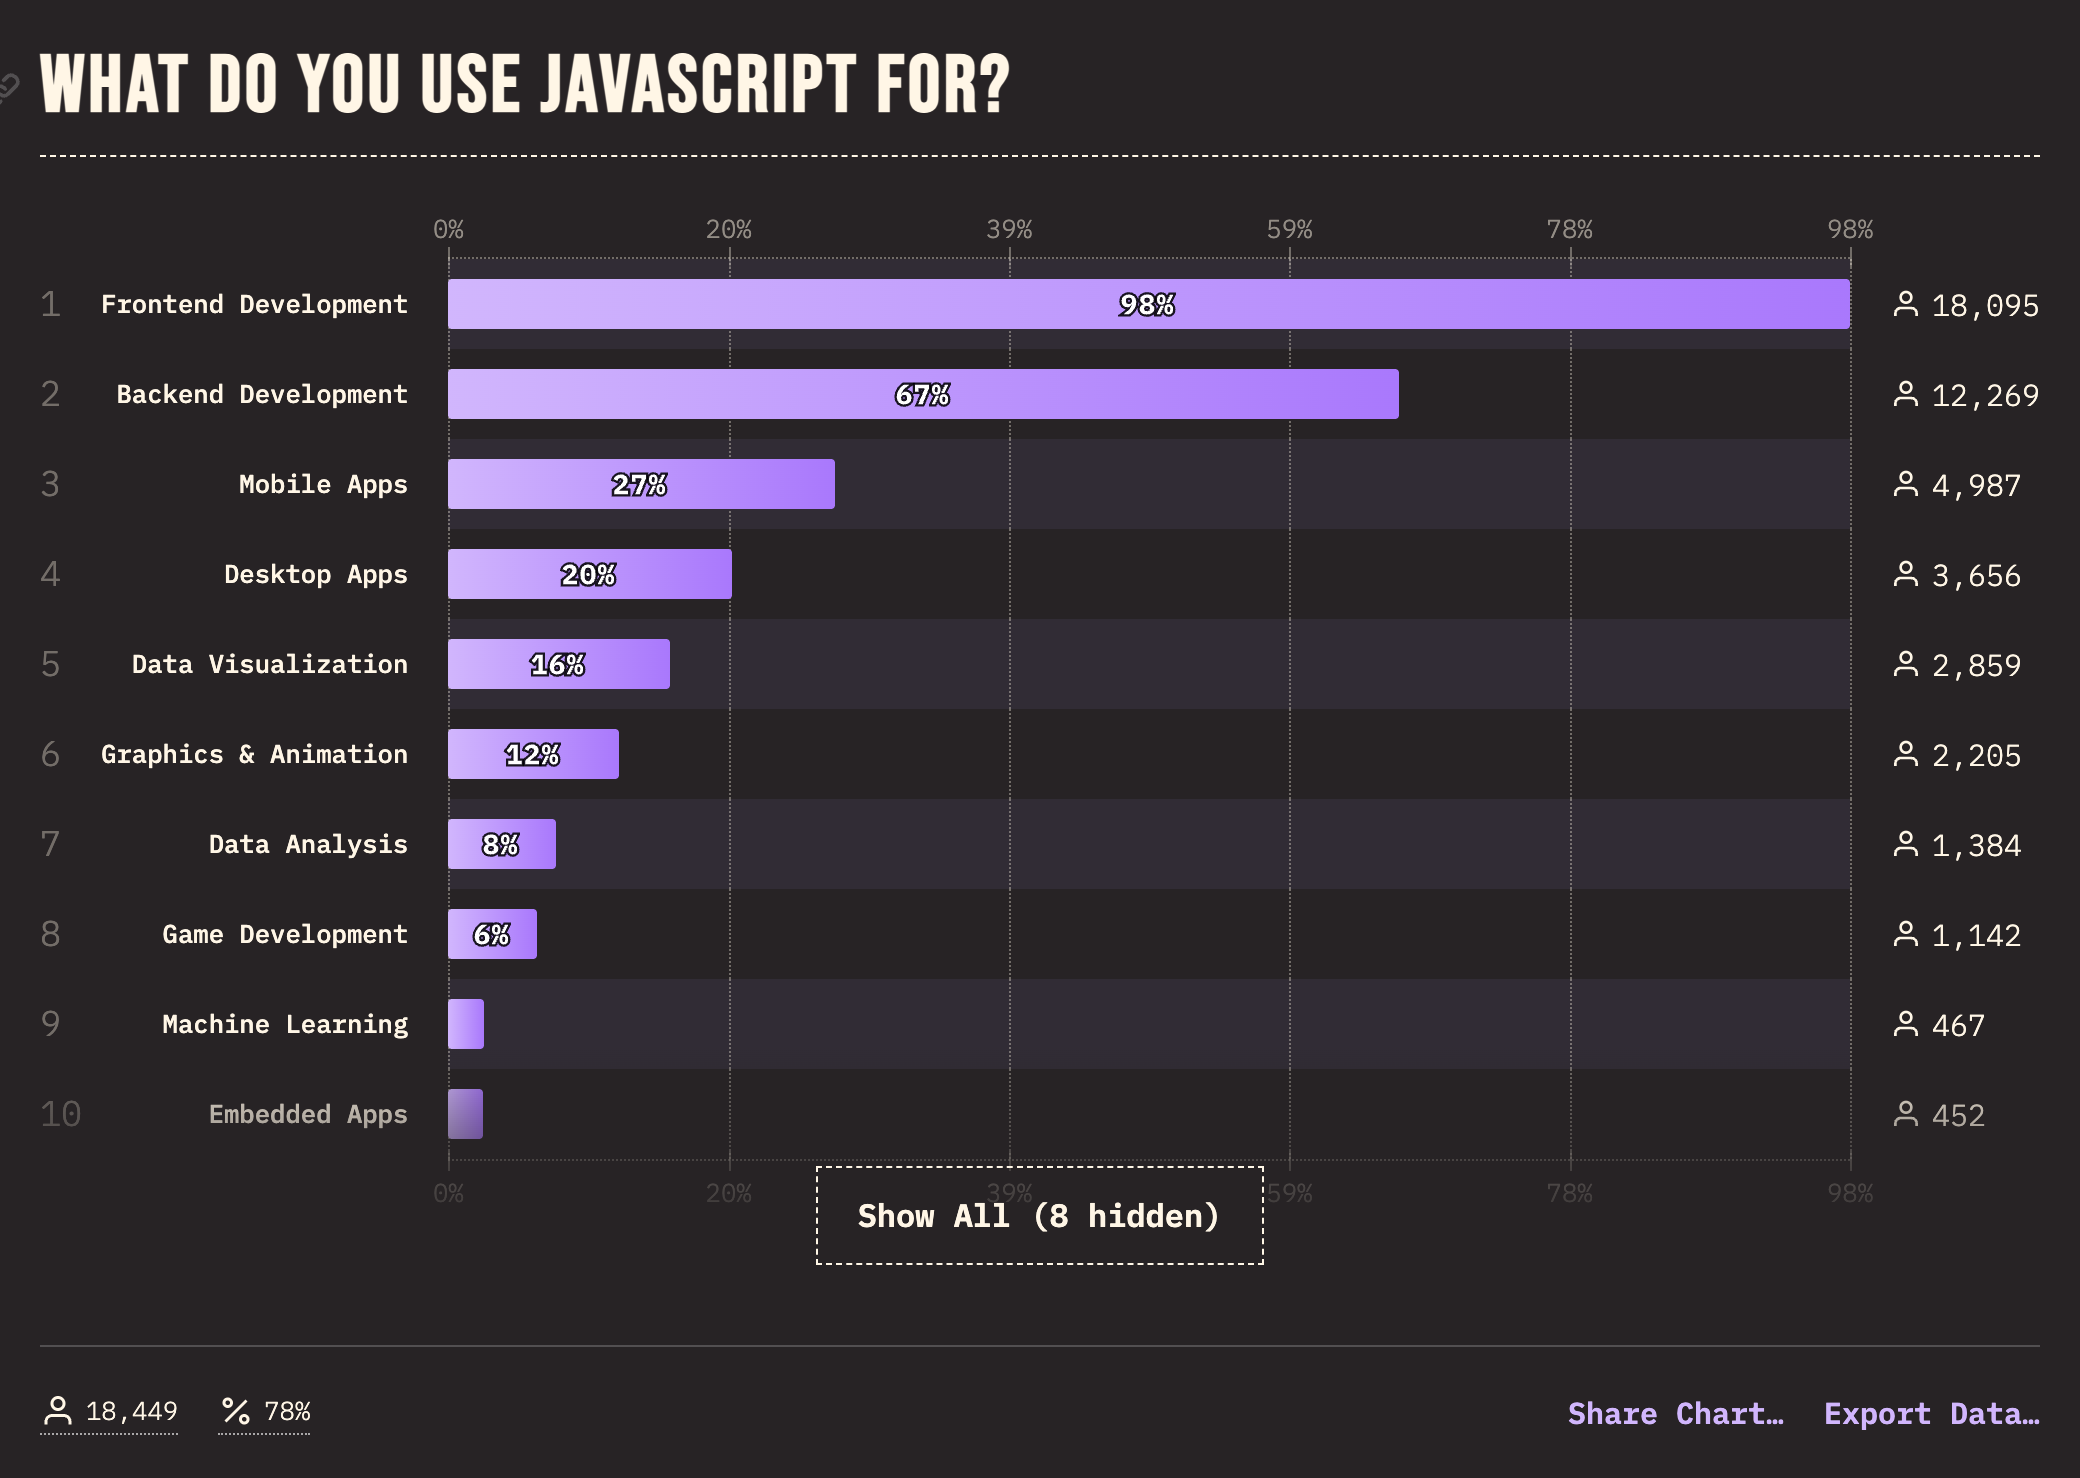 WHAT DO YOU USE JAVASCRIPT FOR?
0% 20% 39% 59% 78% 98%
1 Frontend Development 98% 18,095
2 Backend Development 67% 12,269
3 Mobile Apps 27% 4,987
4 Desktop Apps 20% 3,656
5 Data Visualization 16% 2,859
6 Graphics & Animation 12% 2,205
7 Data Analysis 8% 1,384
8 Game Development 6% 1,142
9 Machine Learning 467
10 Embedded Apps 452
0% 20% 39% 59% 78% 98%
Show All (8 hidden)
18,449 % 78% Share Chart… Export Data…